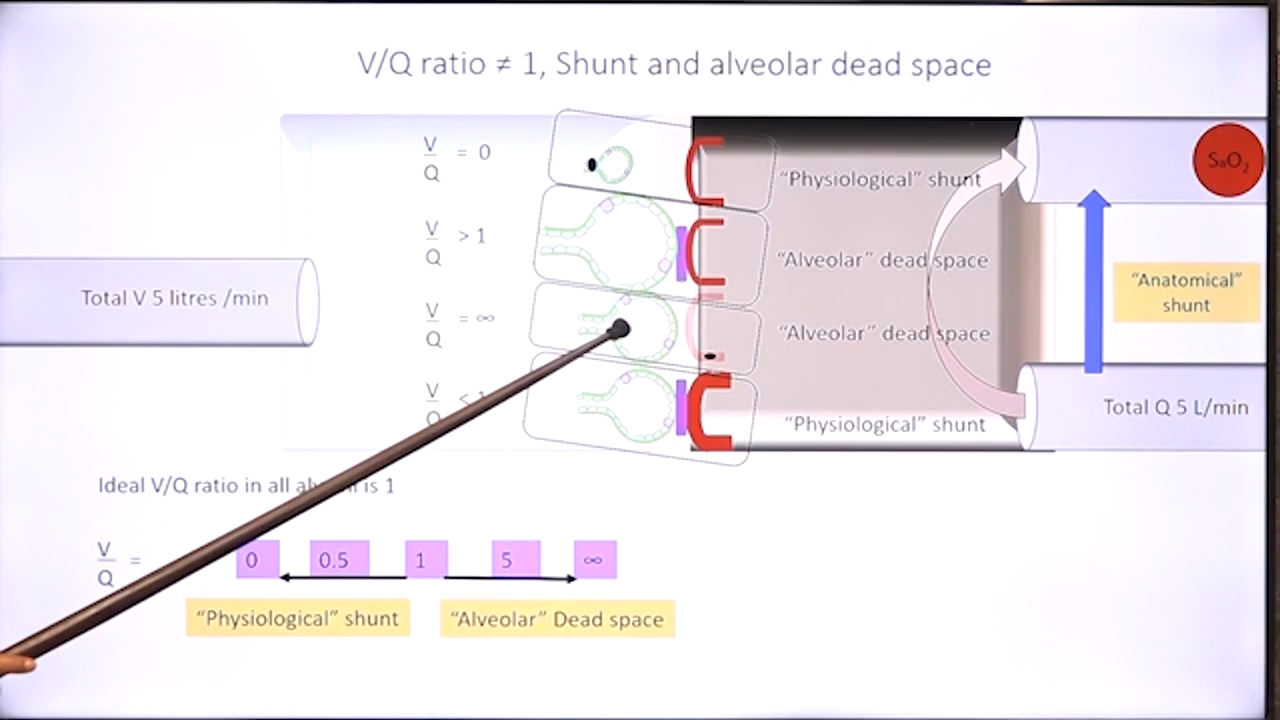 V/Q ratio ≠ 1, Shunt and alveolar dead space
V
Q
= 0
"Physiological" shunt
SaO₂
V
Q
> 1
"Alveolar" dead space
"Anatomical"
shunt
Total V 5 litres /min
V
Q
= ∞
"Alveolar" dead space
V
Q
"Physiological" shunt
Total Q 5 L/min
Ideal V/Q ratio in all is 1
V
Q
=
0
0.5
1
5
∞
"Physiological" shunt
"Alveolar" Dead space